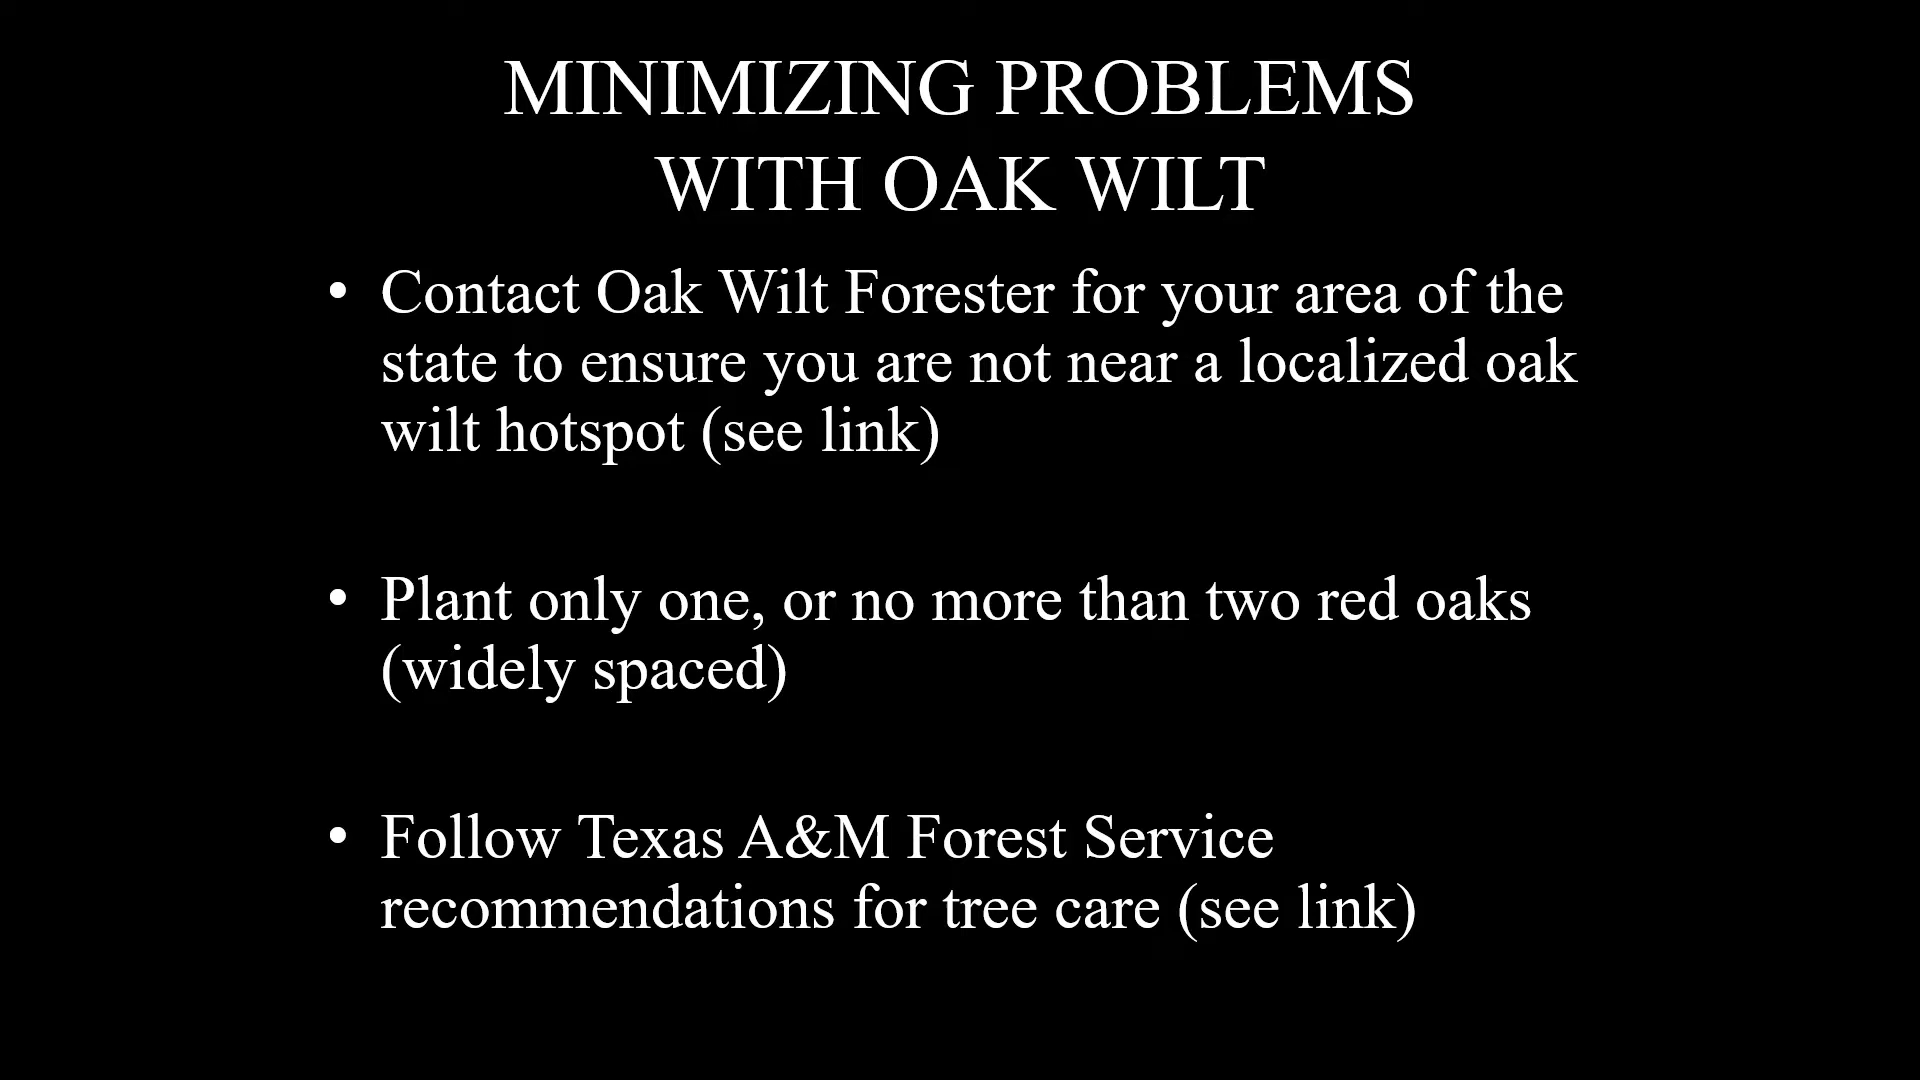 MINIMIZING PROBLEMS
WITH OAK WILT
• Contact Oak Wilt Forester for your area of the
state to ensure you are not near a localized oak
wilt hotspot (see link)
• Plant only one, or no more than two red oaks
(widely spaced)
• Follow Texas A&M Forest Service
recommendations for tree care (see link)